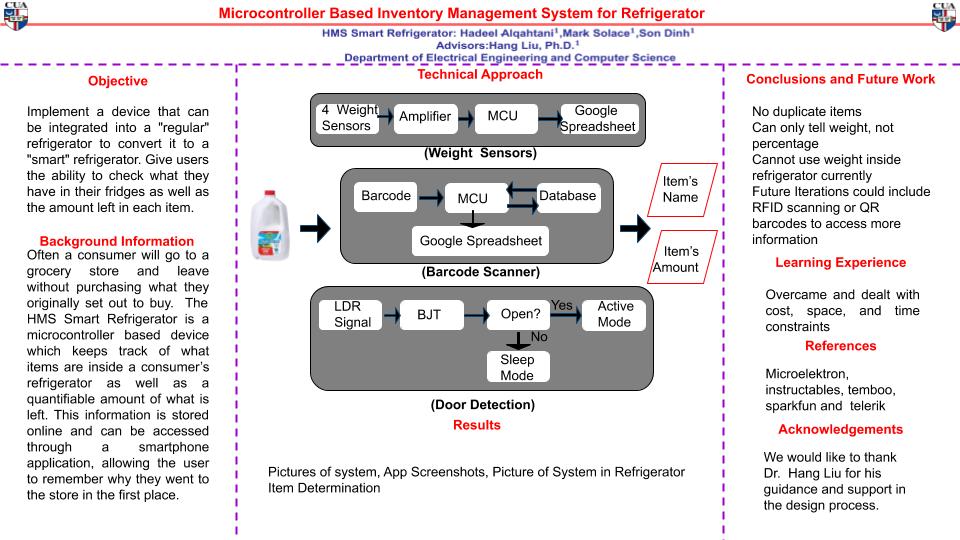 CUA
Microcontroller Based Inventory Management System for Refrigerator
CUA
HMS Smart Refrigerator: Hadeel Alqahtani¹,Mark Solace¹,Son Dinh¹
Advisors:Hang Liu, Ph.D.¹
Department of Electrical Engineering and Computer Science
Objective
Implement a device that can
be integrated into a "regular"
refrigerator to convert it to a
"smart" refrigerator. Give users
the ability to check what they
have in their fridges as well as
the amount left in each item.
Background Information
Often a consumer will go to a
grocery store and leave
without purchasing what they
originally set out to buy. The
HMS Smart Refrigerator is a
microcontroller based device
which keeps track of what
items are inside a consumer's
refrigerator as well as a
quantifiable amount of what is
left. This information is stored
online and can be accessed
through a smartphone
application, allowing the user
to remember why they went to
the store in the first place.
Technical Approach
4 Weight
Sensors
Amplifier
MCU
Google
Spreadsheet
(Weight Sensors)
Barcode
MCU
Database
Google Spreadsheet
Item's
Name
Item's
Amount
(Barcode Scanner)
LDR
Signal
BJT
Open?
Yes
Active
Mode
No
Sleep
Mode
(Door Detection)
Results
Pictures of system, App Screenshots, Picture of System in Refrigerator
Item Determination
Conclusions and Future Work
No duplicate items
Can only tell weight, not
percentage
Cannot use weight inside
refrigerator currently
Future Iterations could include
RFID scanning or QR
barcodes to access more
information
Learning Experience
Overcame and dealt with
cost, space, and time
constraints
References
Microelektron,
instructables, temboo,
sparkfun and telerik
Acknowledgements
We would like to thank
Dr. Hang Liu for his
guidance and support in
the design process.